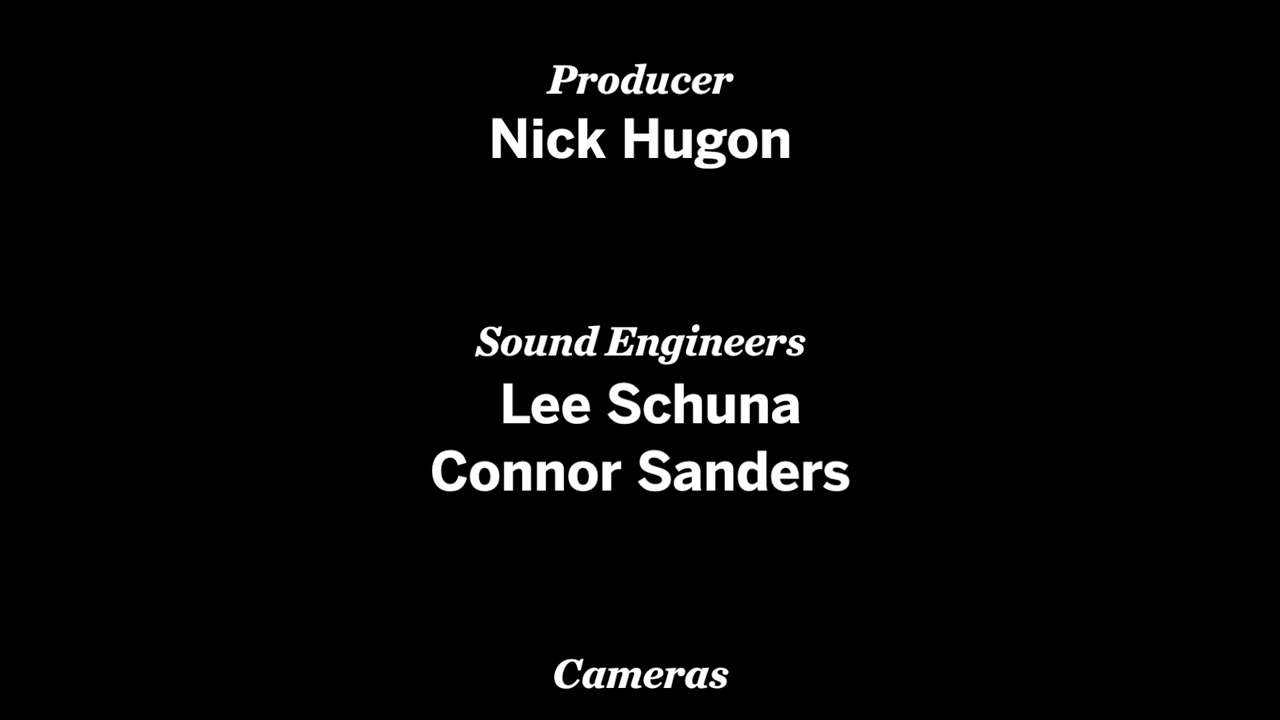 Producer
Nick Hugon
Sound Engineers
Lee Schuna
Connor Sanders
Cameras